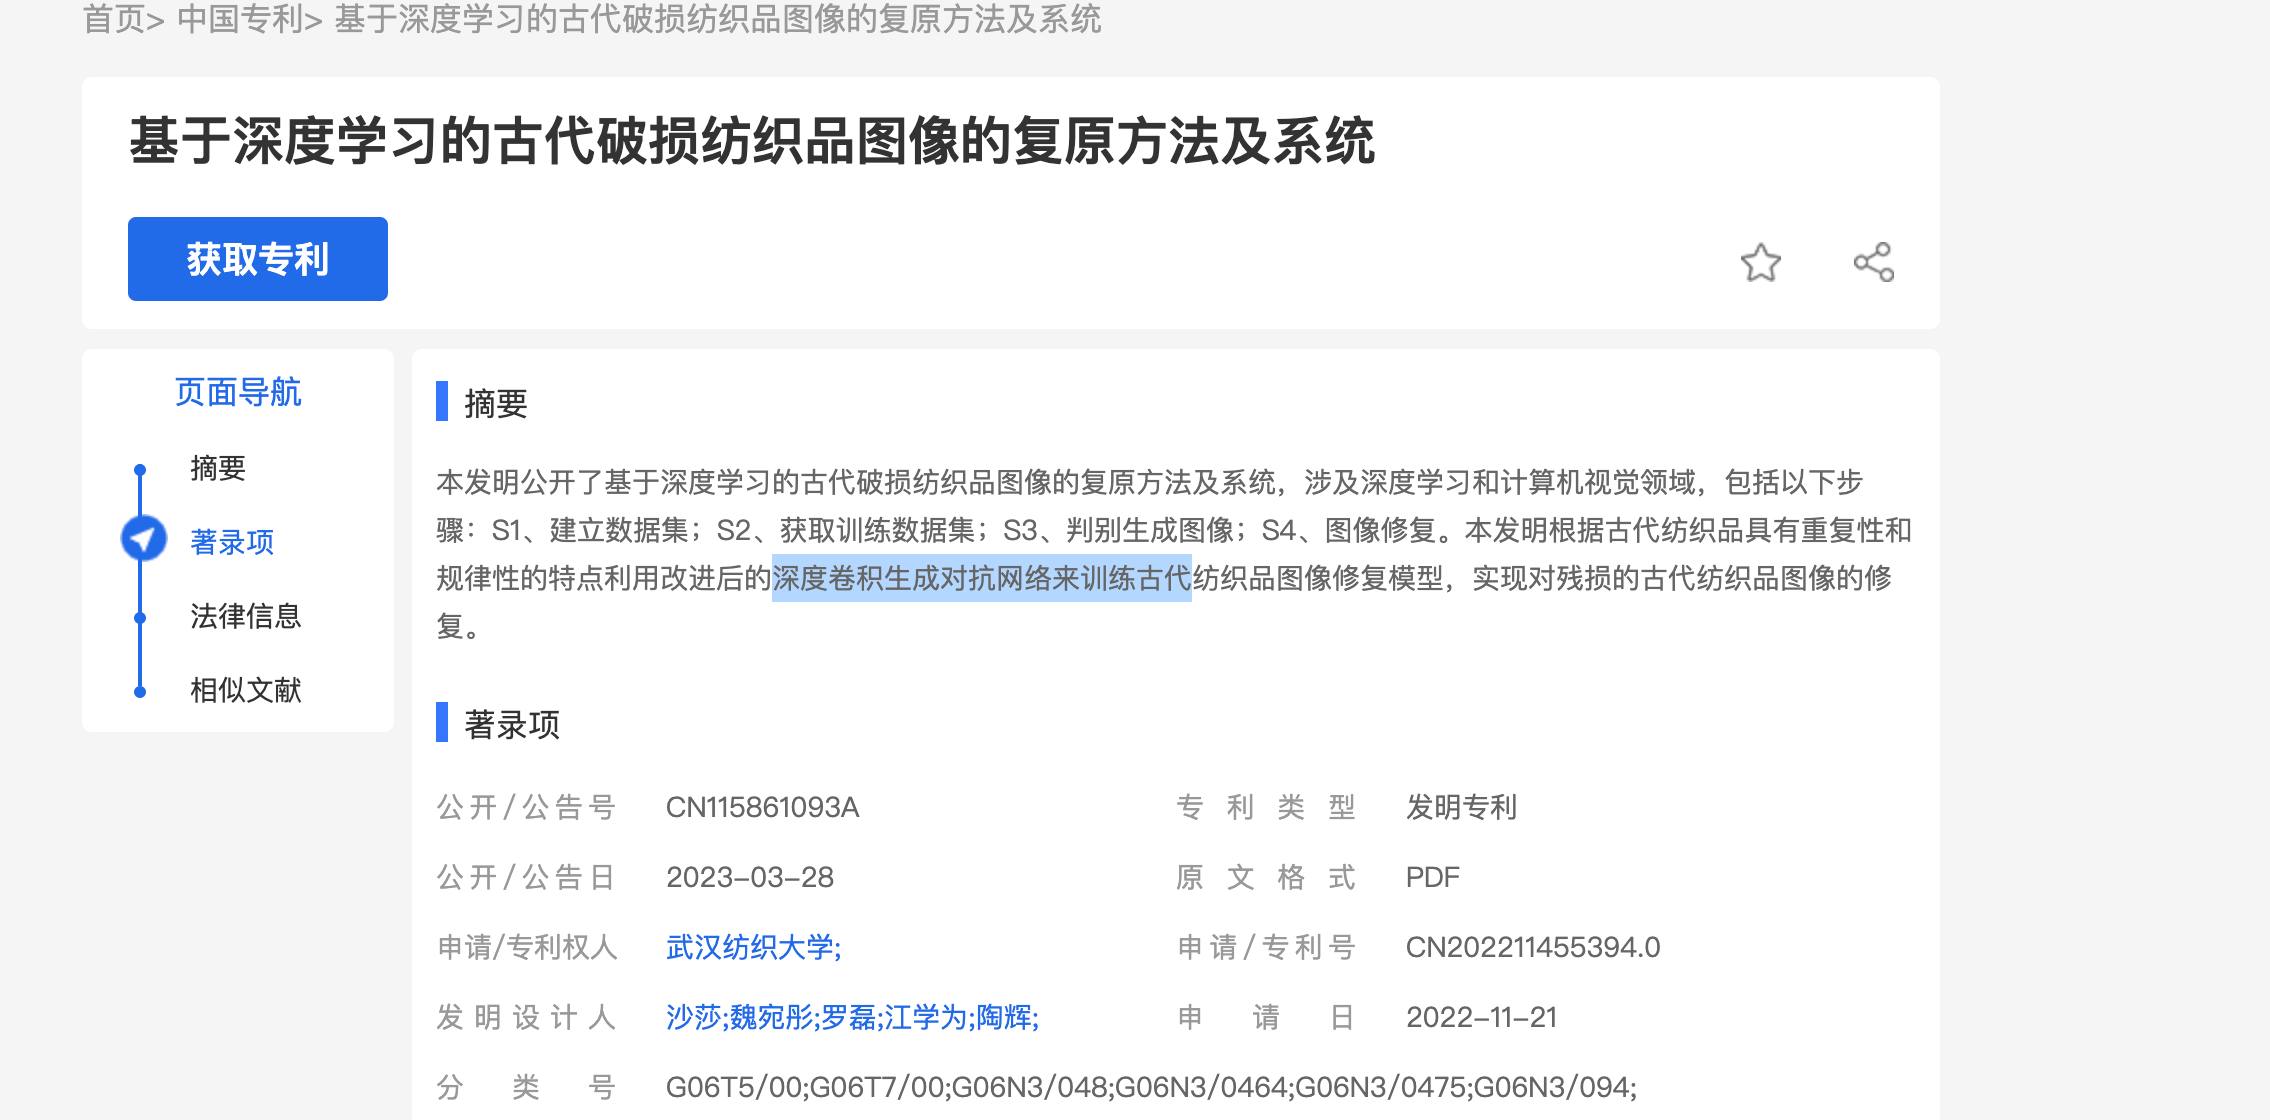 首页> 中国专利> 基于深度学习的古代破损纺织品图像的复原方法及系统
基于深度学习的古代破损纺织品图像的复原方法及系统
获取专利
页面导航
摘要
著录项
法律信息
相似文献
摘要
本发明公开了基于深度学习的古代破损纺织品图像的复原方法及系统，涉及深度学习和计算机视觉领域，包括以下步
骤：S1、建立数据集；S2、获取训练数据集；S3、判别生成图像；S4、图像修复。本发明根据古代纺织品具有重复性和
规律性的特点利用改进后的深度卷积生成对抗网络来训练古代纺织品图像修复模型，实现对残损的古代纺织品图像的修
复。
著录项
公开/公告号 CN115861093A 专利类型 发明专利
公开/公告日 2023-03-28 原文格式 PDF
申请/专利权人 武汉纺织大学; 申请/专利号 CN202211455394.0
发明设计人 沙莎;魏宛彤;罗磊;江学为;陶辉; 申请日 2022-11-21
分类号 G06T5/00;G06T7/00;G06N3/048;G06N3/0464;G06N3/0475;G06N3/094;